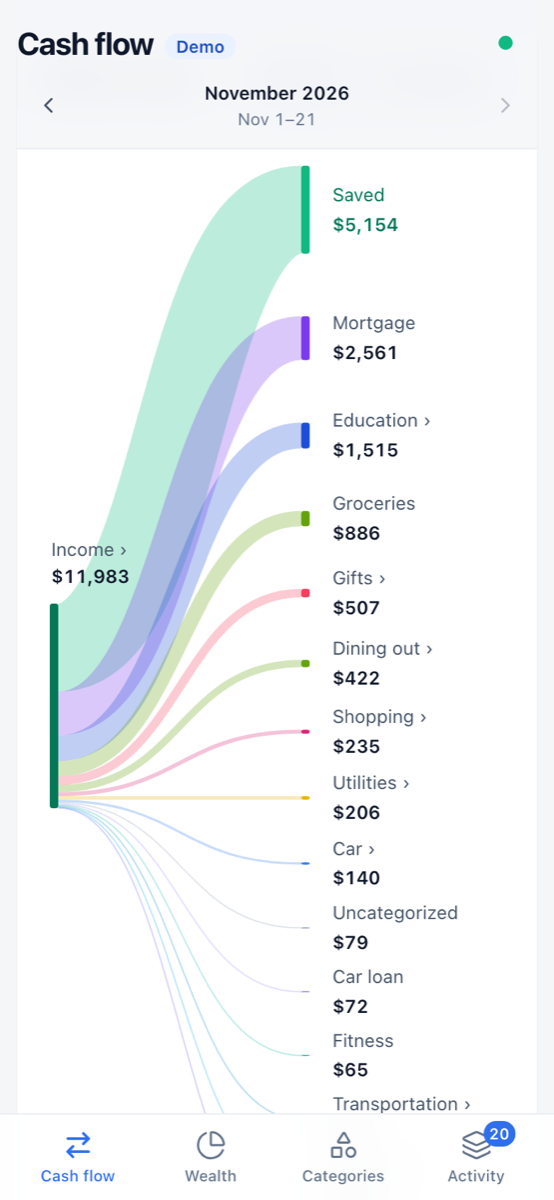 Cash flow
Demo
November 2026
Nov 1–21
Saved
$5,154
Mortgage
$2,561
Education ›
$1,515
Groceries
$886
Income ›
$11,983
Gifts ›
$507
Dining out ›
$422
Shopping ›
$235
Utilities ›
$206
Car ›
$140
Uncategorized
$79
Car loan
$72
Fitness
$65
Transportation ›
20
Cash flow
Wealth
Categories
Activity